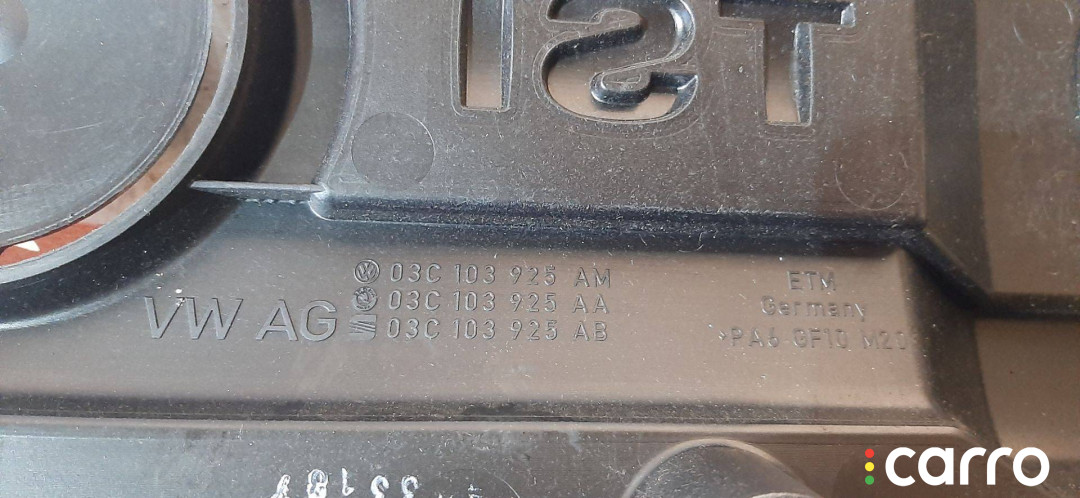 TSI
03C 103 925 AM
03C 103 925 AA
VW AG 03C 103 925 AB
ETM
Germany
>PA6-GF10 M20
carro